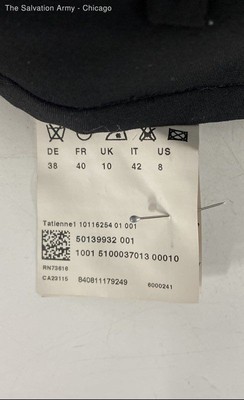 The Salvation Army - Chicago
DE FR UK IT US
38 40 10 42 8
Tatienne1 10116254 01 001
50139932 001
1001 5100037013 00010
RN73616
CA23115 840811179249 6000241